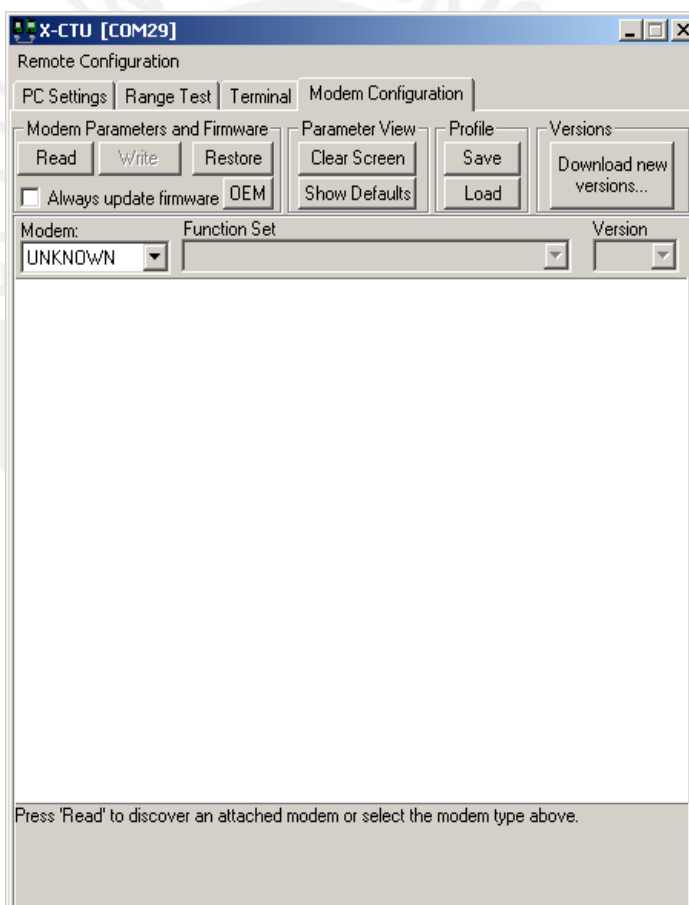 X-CTU [COM29]
Remote Configuration
PC Settings Range Test Terminal Modem Configuration
Modem Parameters and Firmware Parameter View Profile Versions
Read Write Restore Clear Screen Save Download new versions...
Always update firmware OEM Show Defaults Load
Modem: Function Set Version
UNKNOWN
Press 'Read' to discover an attached modem or select the modem type above.